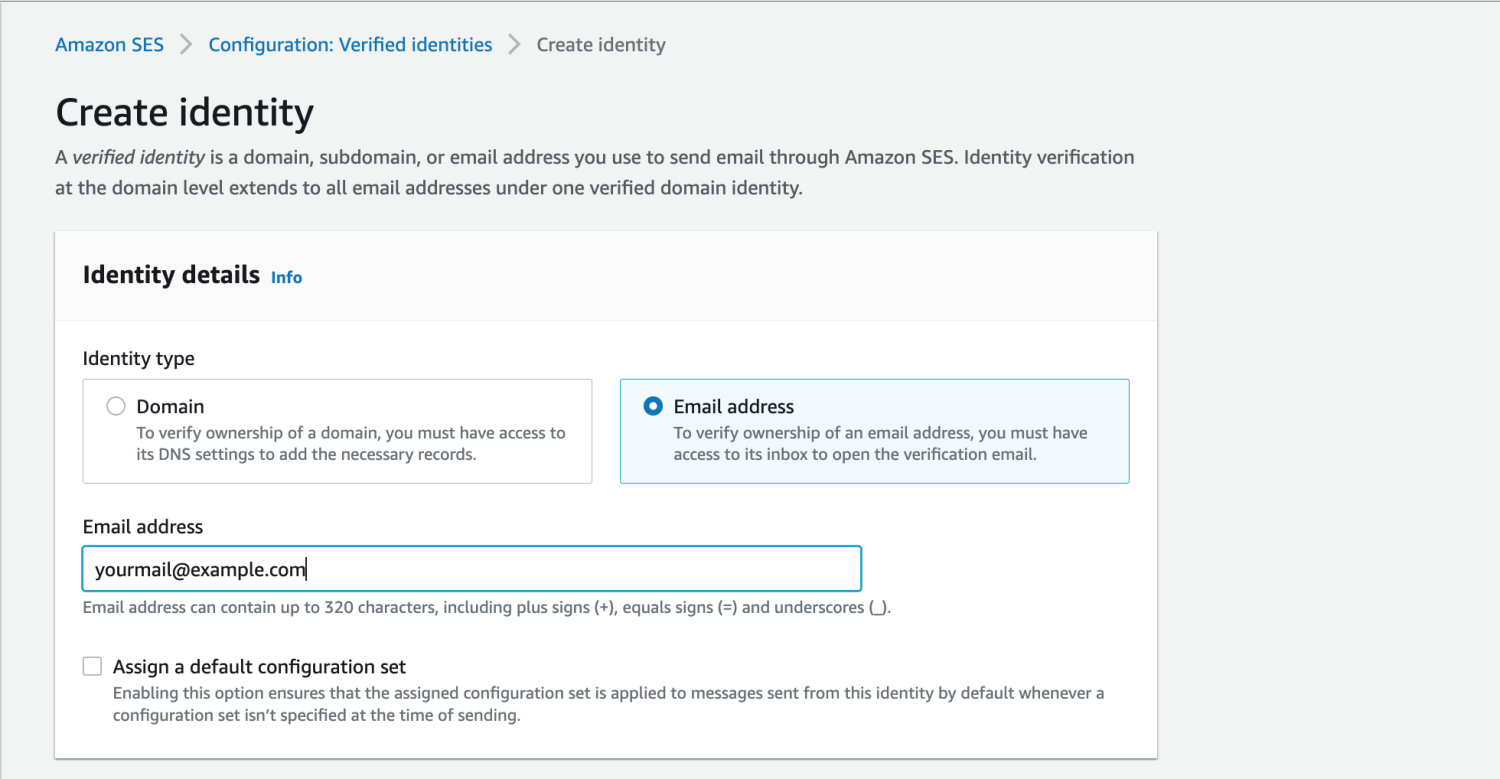 Amazon SES > Configuration: Verified identities > Create identity
Create identity
A verified identity is a domain, subdomain, or email address you use to send email through Amazon SES. Identity verification
at the domain level extends to all email addresses under one verified domain identity.
Identity details Info
Identity type
Domain
To verify ownership of a domain, you must have access to
its DNS settings to add the necessary records.
Email address
To verify ownership of an email address, you must have
access to its inbox to open the verification email.
Email address
yourmail@example.com
Email address can contain up to 320 characters, including plus signs (+), equals signs (=) and underscores (_).
Assign a default configuration set
Enabling this option ensures that the assigned configuration set is applied to messages sent from this identity by default whenever a
configuration set isn’t specified at the time of sending.